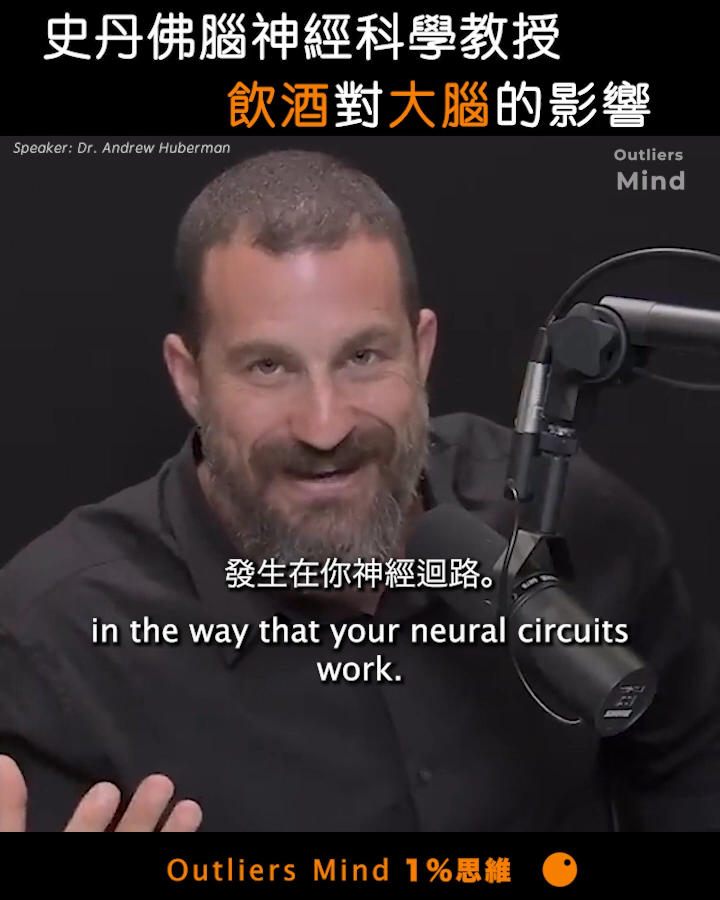 史丹佛腦神經科學教授
飲酒對大腦的影響
Speaker: Dr. Andrew Huberman
Outliers
Mind
發生在你神經迴路。
in the way that your neural circuits
work.
SHURE
Outliers Mind 1%思維